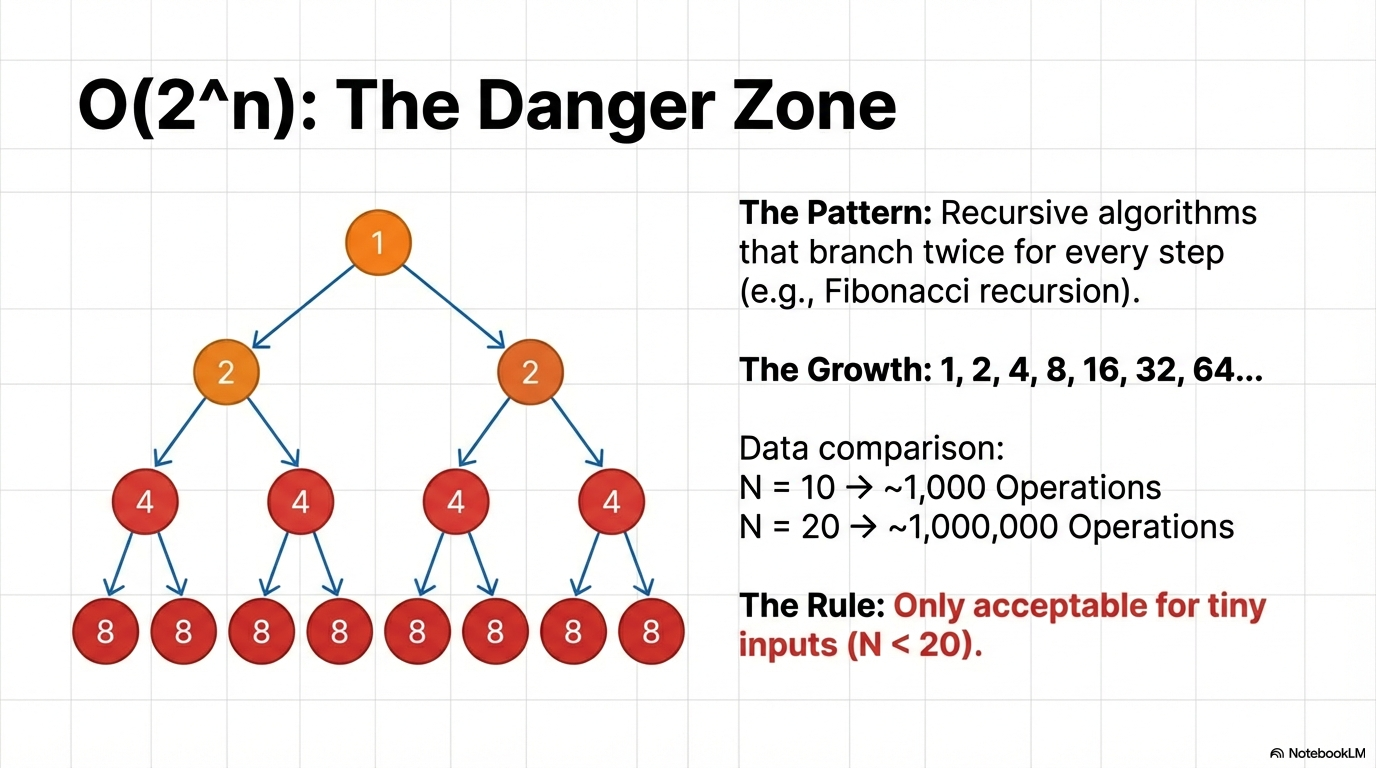 O(2^n): The Danger Zone
1
2 2
4 4 4 4
8 8 8 8 8 8 8 8
The Pattern: Recursive algorithms
that branch twice for every step
(e.g., Fibonacci recursion).
The Growth: 1, 2, 4, 8, 16, 32, 64...
Data comparison:
N = 10 → ~1,000 Operations
N = 20 → ~1,000,000 Operations
The Rule: Only acceptable for tiny
inputs (N < 20).
NotebookLM